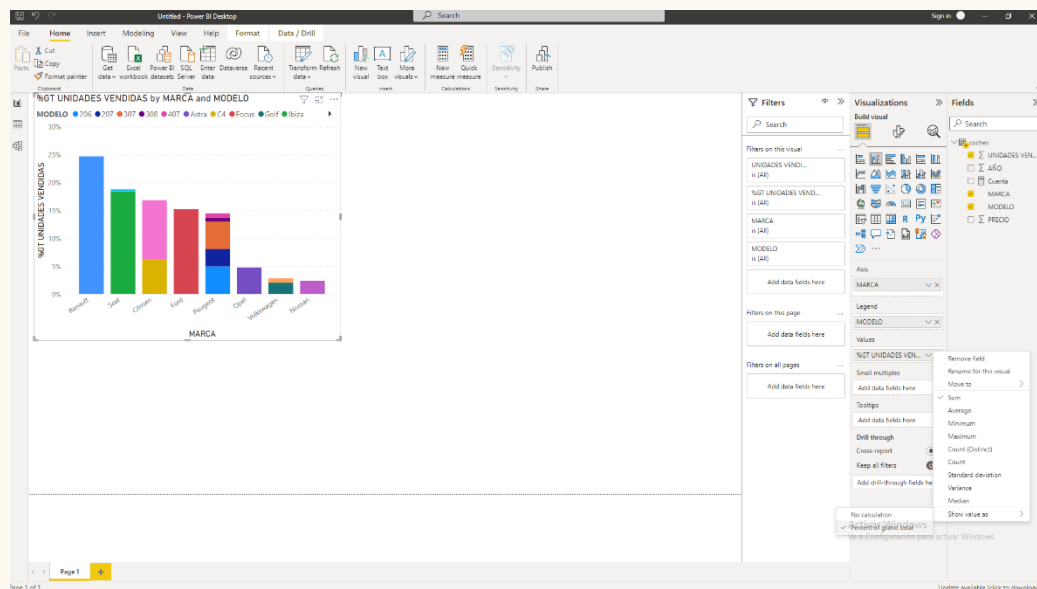 Untitled - Power BI Desktop
Search
Sign in
File Home Insert Modeling View Help Format Data / Drill
Paste
Cut
Copy
Format painter
Clipboard
Get data
Excel workbook
Power BI datasets
SQL Server
Enter data
Dataverse
Recent sources
Data
Transform data
Refresh
Queries
New visual
Text box
More visuals
Insert
New measure
Quick measure
Calculations
Sensitivity
Sensitivity
Publish
Share
%GT UNIDADES VENDIDAS by MARCA and MODELO
MODELO 206 207 307 308 407 Astra C4 Focus Golf Ibiza
30%
25%
20%
15%
10%
5%
0%
%GT UNIDADES VENDIDAS
Renault Seat Citroen Ford Peugeot Opel Volkswagen Nissan
MARCA
Filters
Search
Filters on this visual
UNIDADES VENDI...
is (All)
%GT UNIDADES VEND...
is (All)
MARCA
is (All)
MODELO
is (All)
Add data fields here
Filters on this page
Add data fields here
Filters on all pages
Add data fields here
Visualizations
Build visual
Axis
MARCA
Legend
MODELO
Values
%GT UNIDADES VEN...
Small multiples
Add data fields here
Tooltips
Add data fields here
Drill through
Cross-report
Keep all filters
Add drill-through fields he
Fields
Search
coches
UNIDADES VEN...
AÑO
Cuenta
MARCA
MODELO
PRECIO
Remove field
Rename for this visual
Move to
Sum
Average
Minimum
Maximum
Count (Distinct)
Count
Standard deviation
Variance
Median
Show value as
No calculation
Percent of grand total
Activar Windows
Ve a Configuración para activar Windows.
Page 1
Page 1 of 1
Update available (click to download